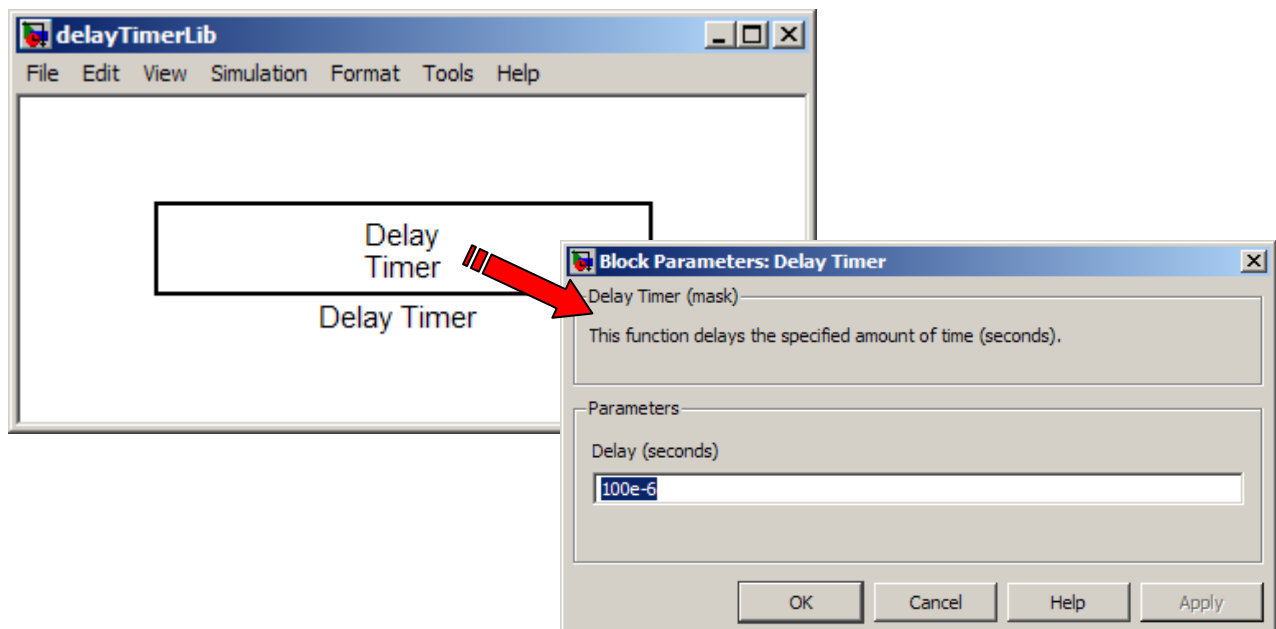 delayTimerLib
File Edit View Simulation Format Tools Help
Delay
Timer
Delay Timer
Block Parameters: Delay Timer
Delay Timer (mask)
This function delays the specified amount of time (seconds).
Parameters
Delay (seconds)
100e-6
OK Cancel Help Apply